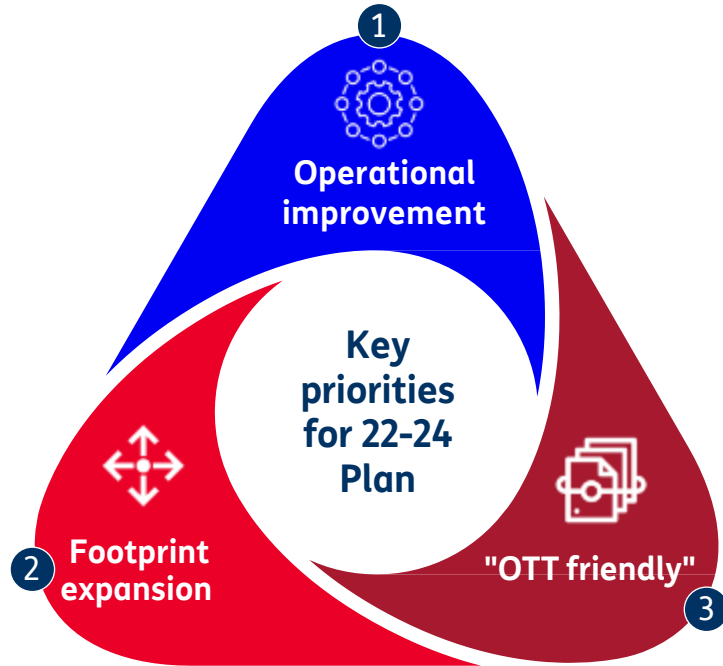 1
Operational
improvement
Key
priorities
for 22-24
Plan
2
Footprint
expansion
"OTT friendly"
3